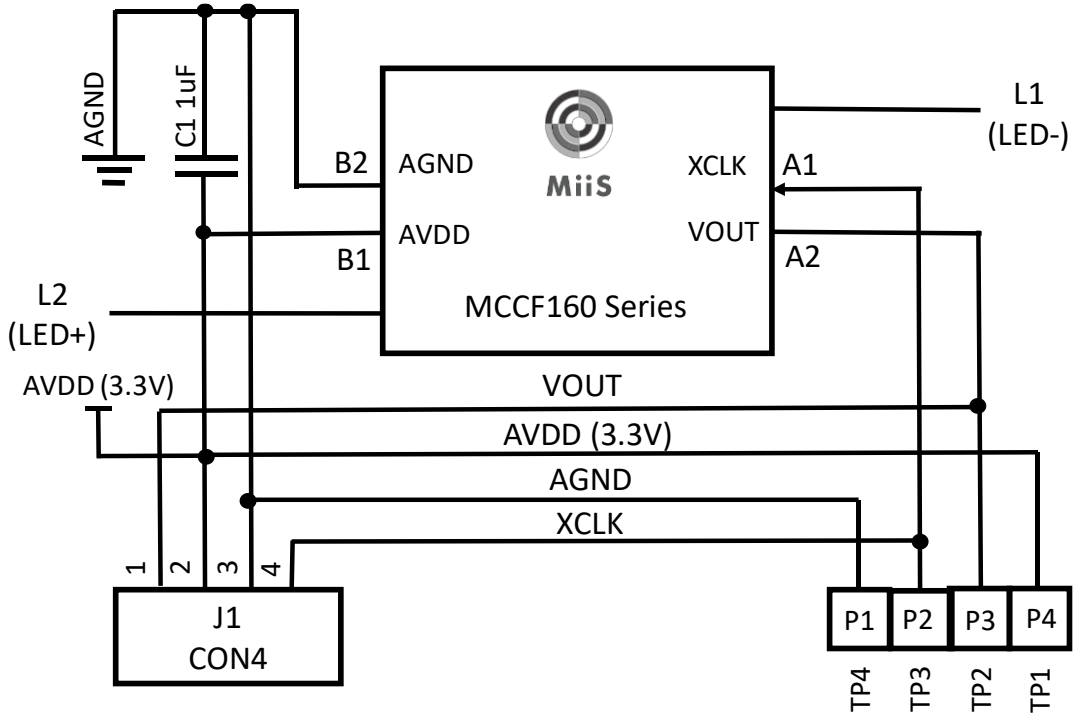 AGND
C1 1uF
MiiS
L1
(LED-)
B2
AGND
XCLK
A1
AVDD
VOUT
B1
A2
L2
(LED+)
MCCF160 Series
AVDD (3.3V)
VOUT
AVDD (3.3V)
AGND
XCLK
1
2
3
4
J1
CON4
P1
P2
P3
P4
TP4
TP3
TP2
TP1